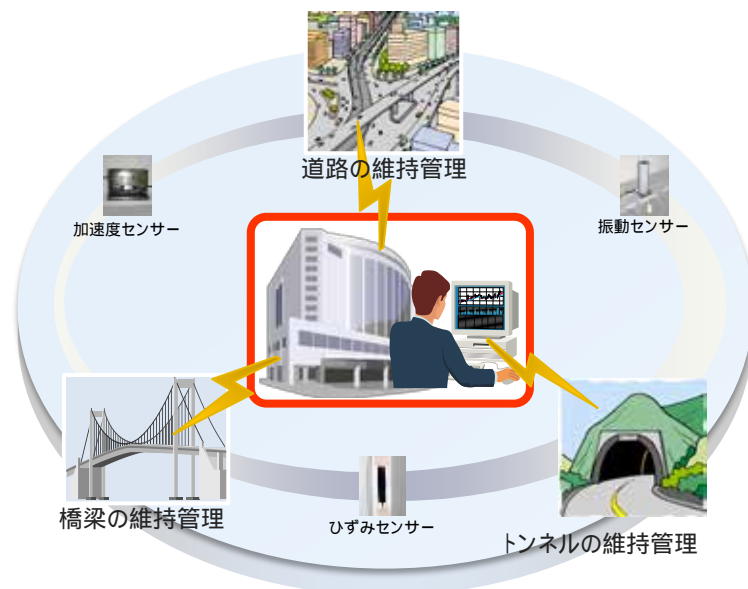 道路の維持管理
加速度センサー
振動センサー
橋梁の維持管理
ひずみセンサー
トンネルの維持管理